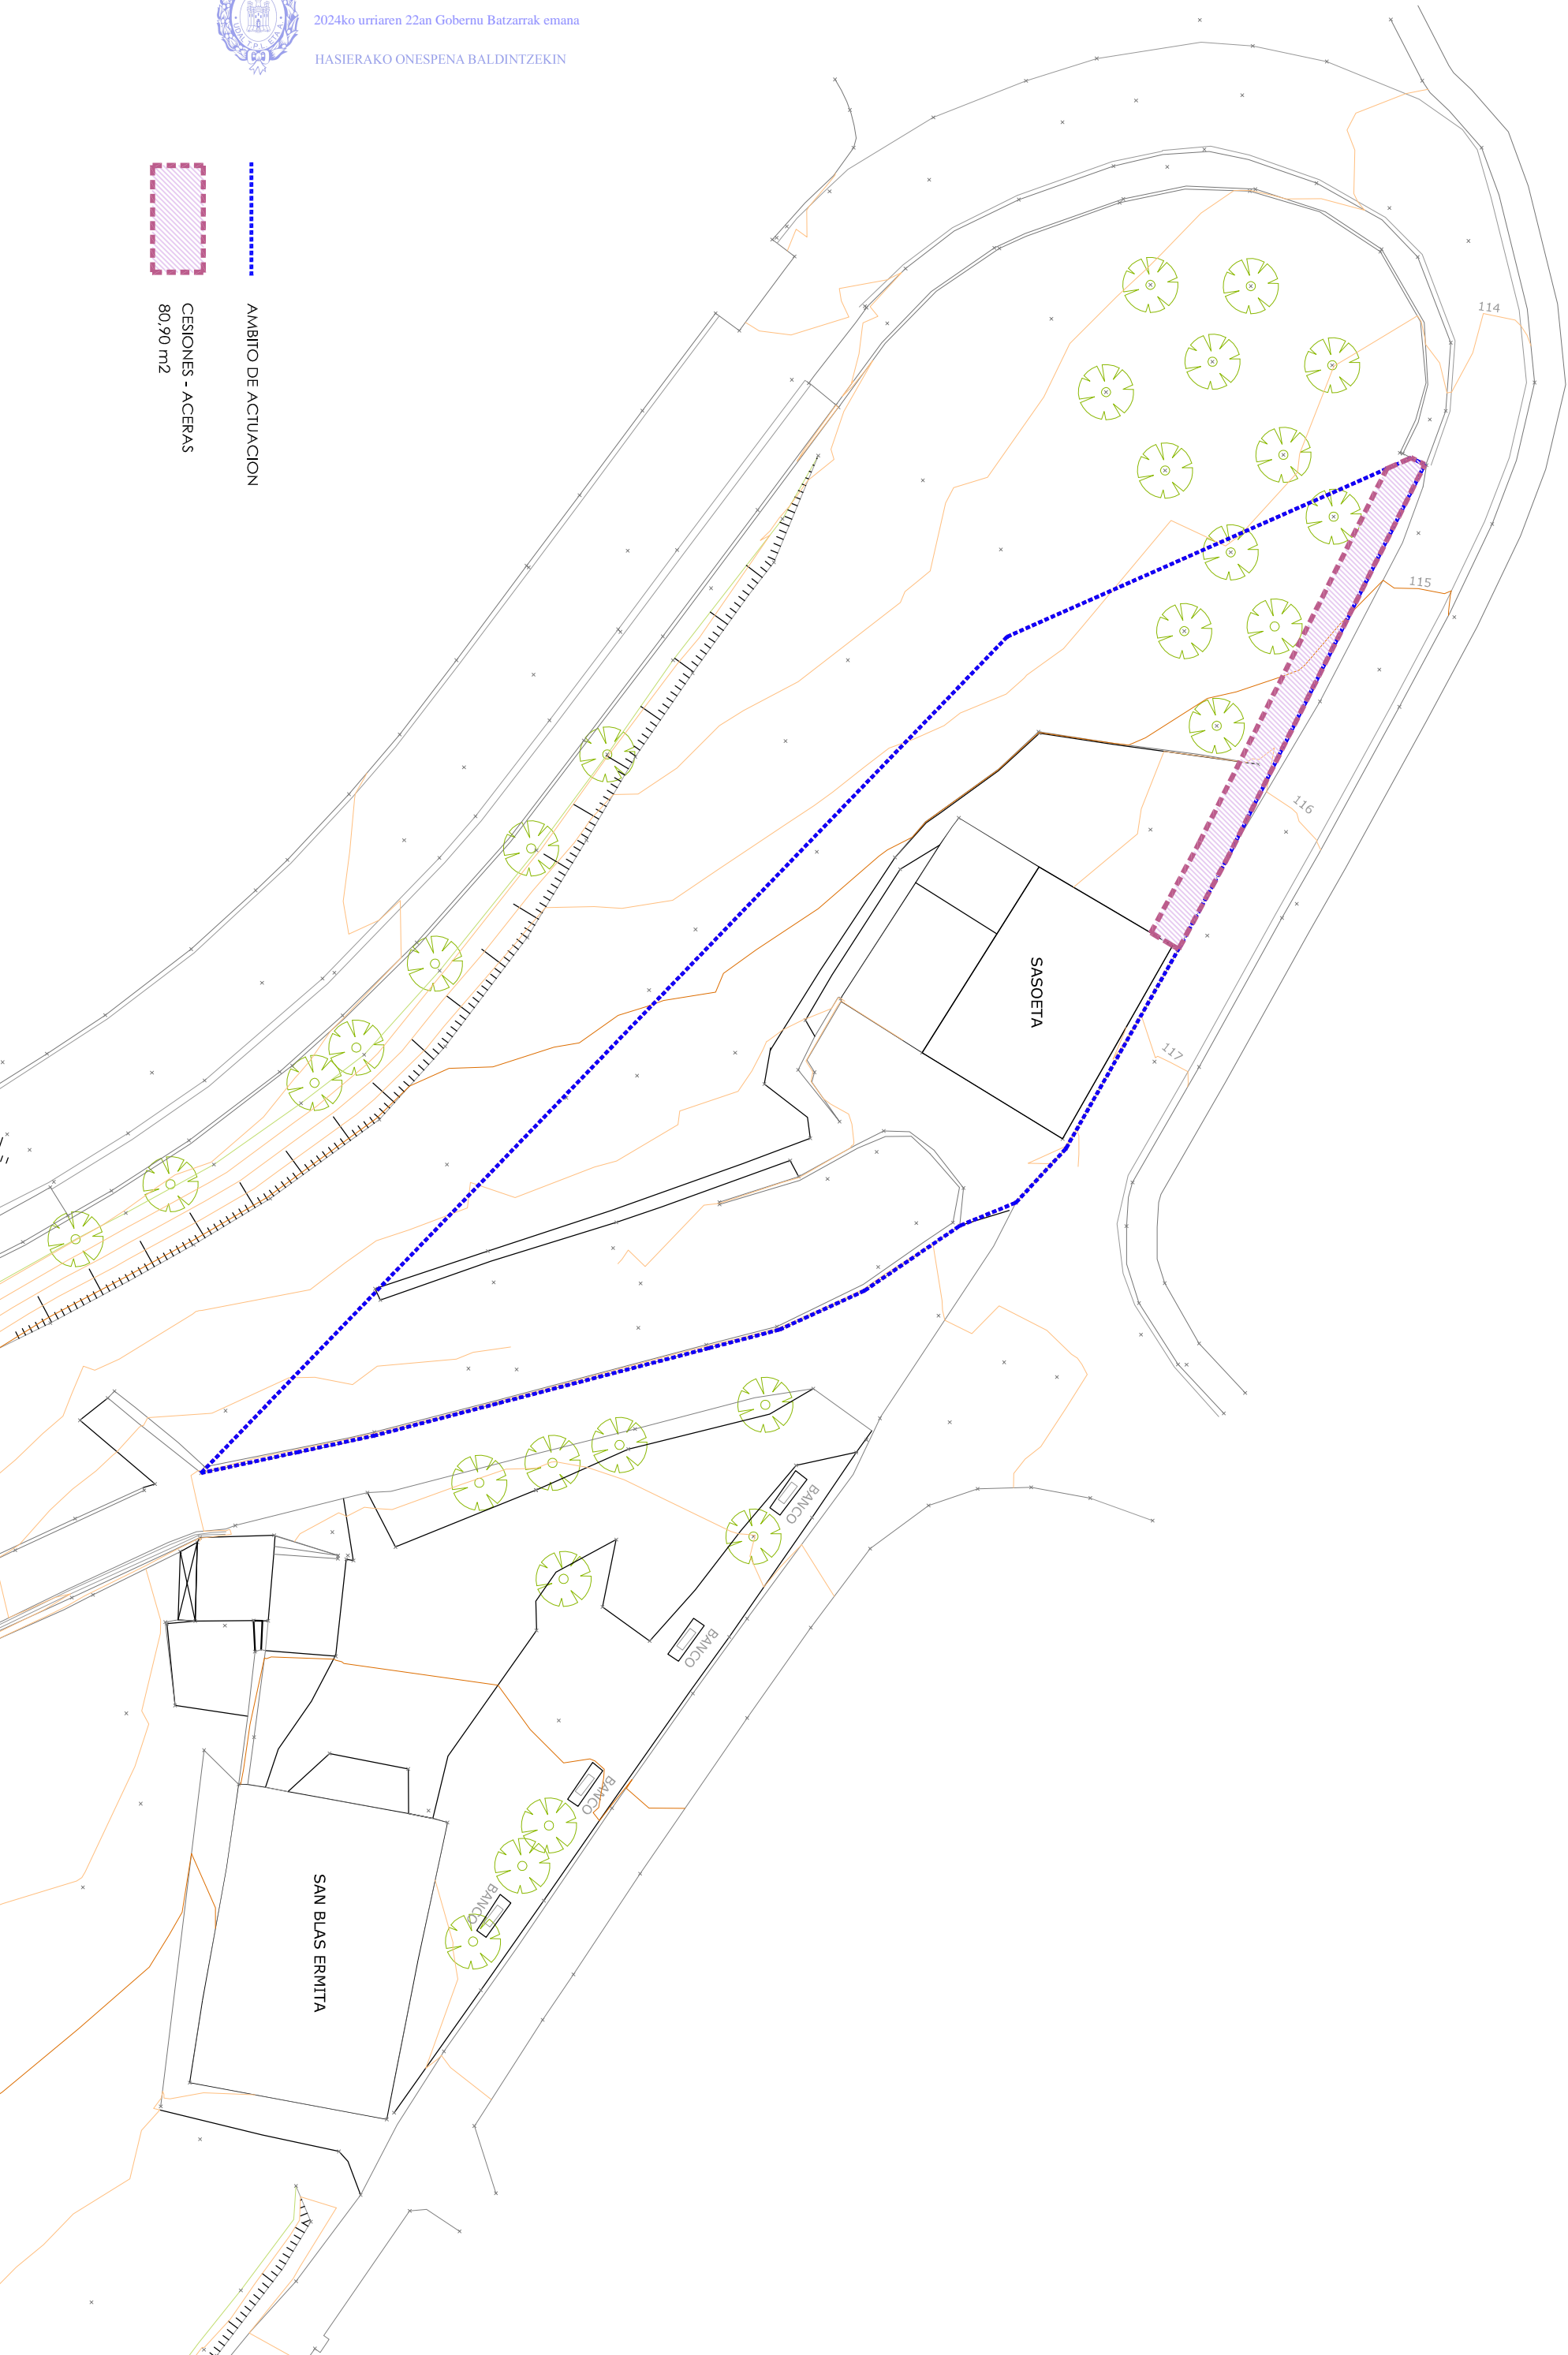 2024ko urriaren 22an Gobernu Batzarrak emana
HASIERAKO ONESPENA BALDINTZEKIN
AMBITO DE ACTUACION
CESIONES - ACERAS
80,90 m2
114
115
116
SASOETA
117
BANCO
BANCO
BANCO
BANCO
SAN BLAS ERMITA